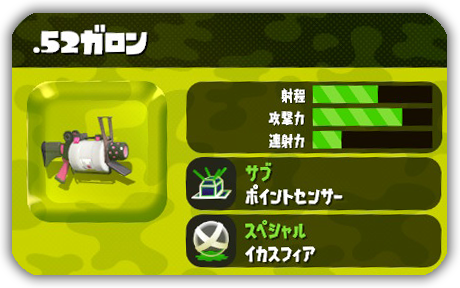 .52ガロン
射程
攻撃力
連射力
サブ
ポイントセンサー
スペシャル
イカスフィア